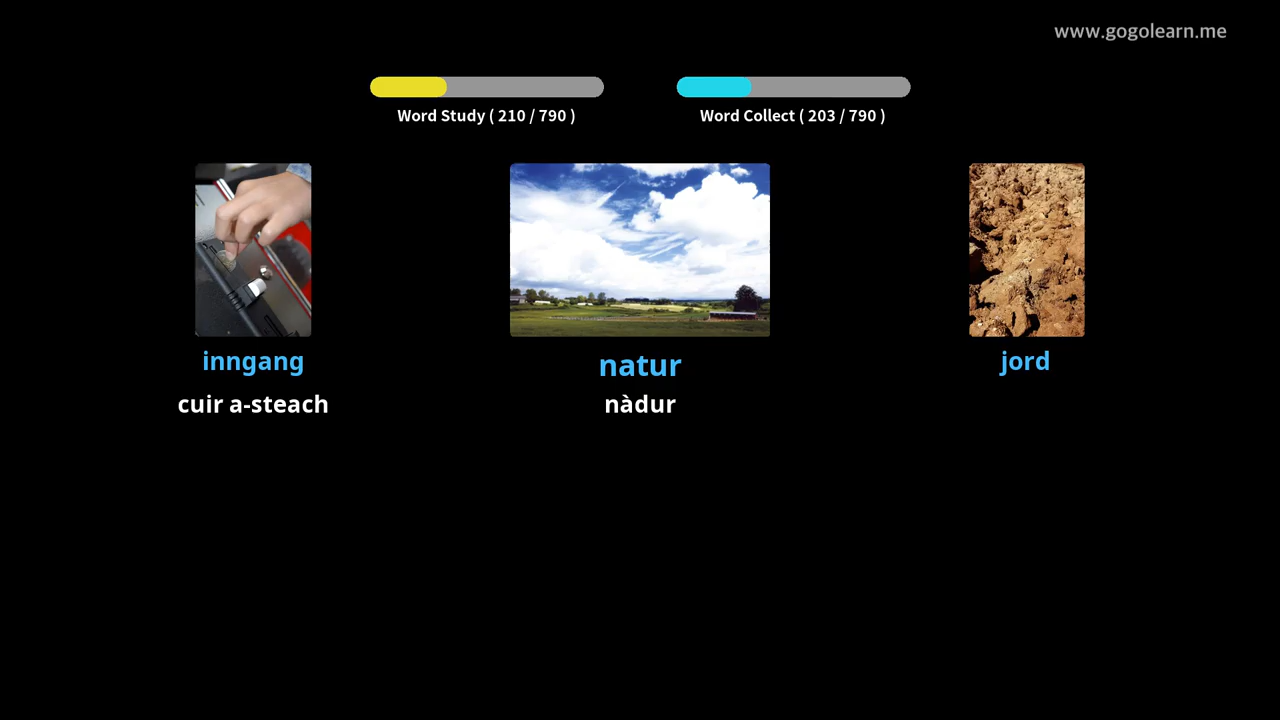 www.gogolearn.me
Word Study ( 210 / 790 )
Word Collect ( 203 / 790 )
inngang
natur
jord
cuir a-steach
nàdur